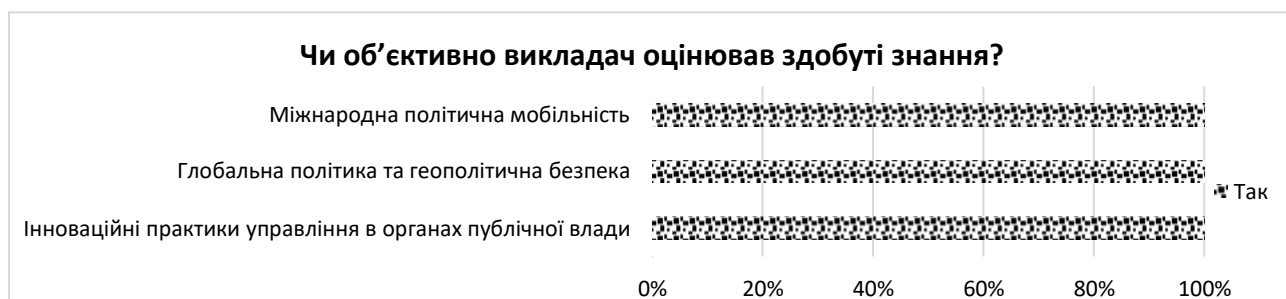 Чи об’єктивно викладач оцінював здобуті знання?
Міжнародна політична мобільність
Глобальна політика та геополітична безпека
Інноваційні практики управління в органах публічної влади
Так
0% 20% 40% 60% 80% 100%